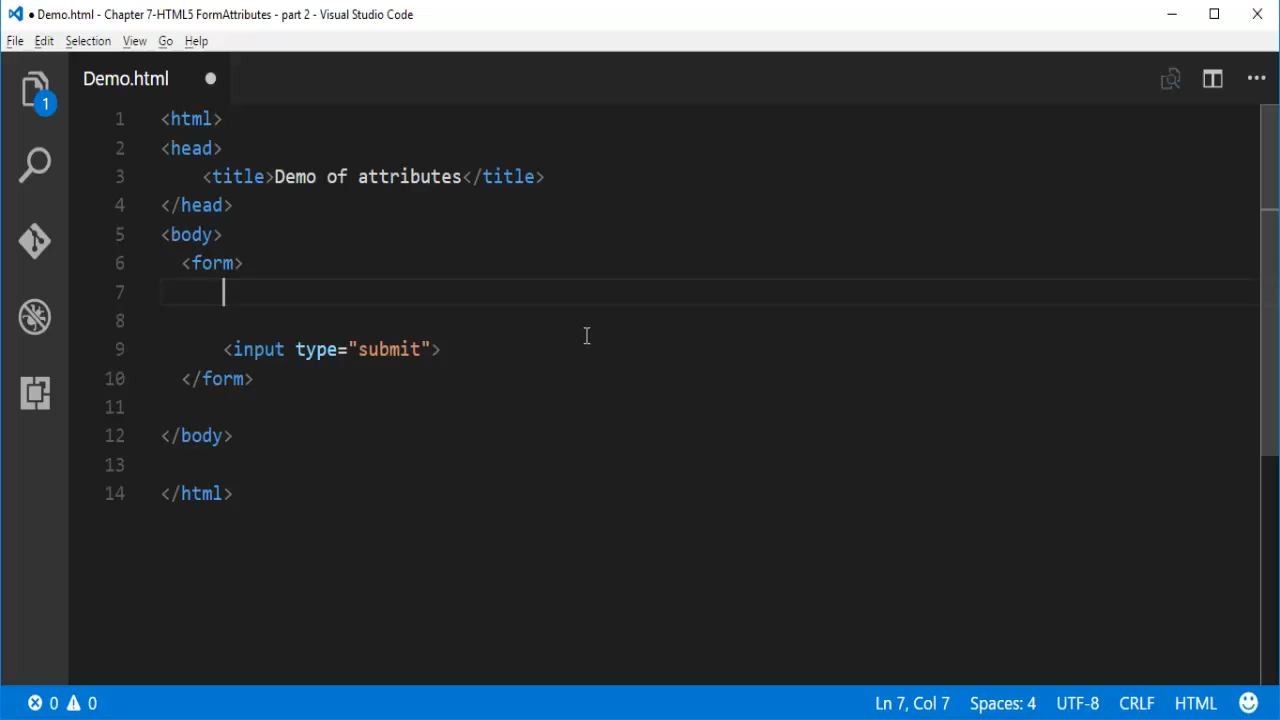 ● Demo.html - Chapter 7-HTML5 FormAttributes - part 2 - Visual Studio Code
File Edit Selection View Go Help
1
Demo.html ●
1 <html>
2 <head>
3     <title>Demo of attributes</title>
4 </head>
5 <body>
6   <form>
7
8
9       <input type="submit">
10   </form>
11
12 </body>
13
14 </html>
0 0 Ln 7, Col 7 Spaces: 4 UTF-8 CRLF HTML